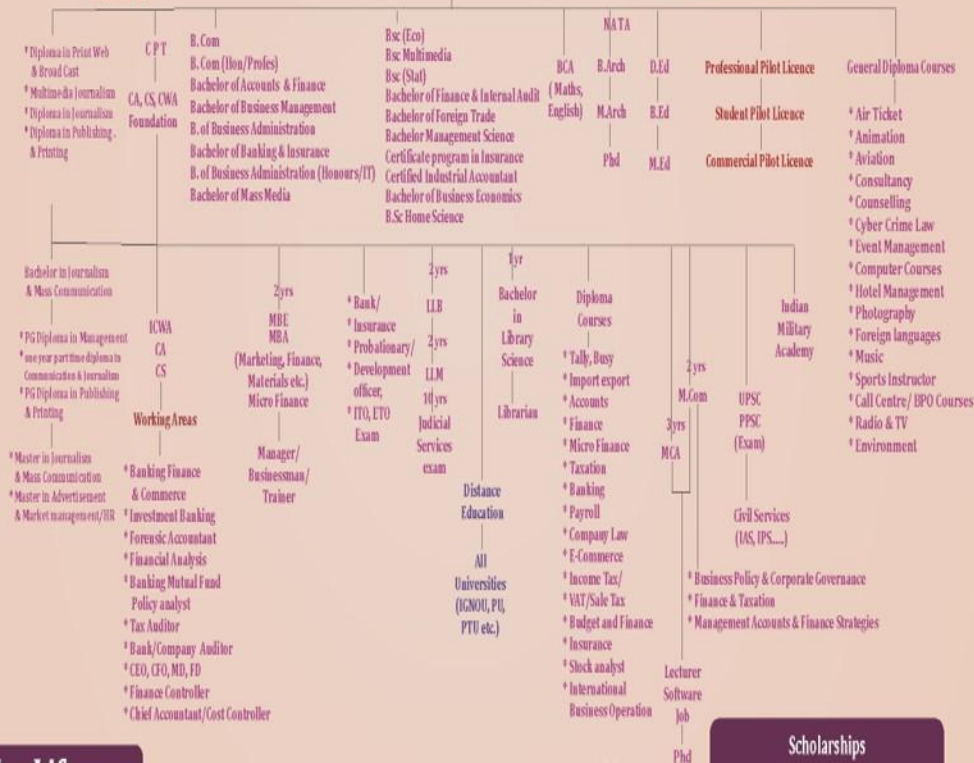 * Diploma in Print Web
& Broad Cast
* Multimedia Journalism
* Diploma in Journalism
* Diploma in Publishing .
& Printing
C P T
CA, CS, CWA
Foundation
B. Com
B. Com (Hon/Profes)
Bachelor of Accounts & Finance
Bachelor of Business Management
B. of Business Administration
Bachelor of Banking & Insurance
B. of Business Administration (Honours/IT)
Bachelor of Mass Media
Bsc (Eco)
Bsc Multimedia
Bsc (Stat)
Bachelor of Finance & Internal Audit
Bachelor of Foreign Trade
Bachelor Management Science
Certificate program in Insurance
Certified Industrial Accountant
Bachelor of Business Economics
B.Sc Home Science
BCA
( Maths,
English)
NATA
B.Arch
M.Arch
Phd
D.Ed
B.Ed
M.Ed
Professional Pilot Licence
Student Pilot Licence
Commercial Pilot Licence
General Diploma Courses
* Air Ticket
* Animation
* Aviation
* Consultancy
* Counselling
* Cyber Crime Law
* Event Management
* Computer Courses
* Hotel Management
* Photography
* Foreign languages
* Music
* Sports Instructor
* Call Centre/ BPO Courses
* Radio & TV
* Environment
Bachelor in Journalism
& Mass Communication
* PG Diploma in Management
* one year part time diploma in
Communication & Journalism
* PG Diploma in Publishing
& Printing
* Master in Journalism
& Mass Communication
* Master in Advertisement
& Market management/HR
ICWA
CA
CS
Working Areas
* Banking Finance
& Commerce
* Investment Banking
* Forensic Accountant
* Financial Analysis
* Banking Mutual Fund
Policy analyst
* Tax Auditor
* Bank/Company Auditor
* CEO, CFO, MD, FD
* Finance Controller
* Chief Accountant/Cost Controller
2 yrs
MBE
MBA
(Marketing, Finance,
Materials etc.)
Micro Finance
Manager/
Businessman/
Trainer
* Bank/
* Insurance
* Probationary/
* Development
officer,
* ITO, ETO
Exam
2 yrs
LLB
2 yrs
LLM
10 yrs
Judicial
Services
exam
Distance
Education
All
Universities
(IGNOU, PU,
PTU etc.)
1 yr
Bachelor
in
Library
Science
Librarian
Diploma
Courses
* Tally, Busy
* Import export
* Accounts
* Finance
* Micro Finance
* Taxation
* Banking
* Payroll
* Company Law
* E-Commerce
* Income Tax/
* VAT/Sale Tax
* Budget and Finance
* Insurance
* Stock analyst
* International
Business Operation
3 yrs
MCA
2 yrs
M.Com
Lecturer
Software
Job
Phd
UPSC
PPSC
(Exam)
Civil Services
(IAS, IPS.....)
Indian
Military
Academy
* Business Policy & Corporate Governance
* Finance & Taxation
* Management Accounts & Finance Strategies
Scholarships